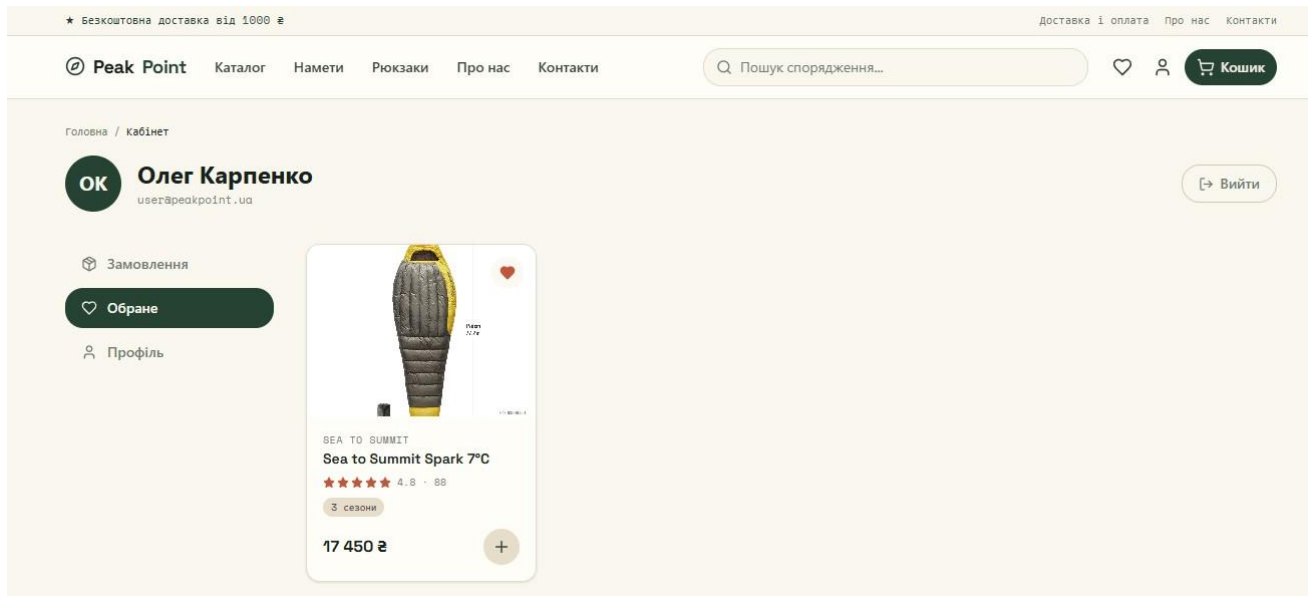 ★ Безкоштовна доставка від 1000 ₴
Доставка і оплата Про нас Контакти
Peak Point Каталог Намети Рюкзаки Про нас Контакти Пошук спорядження... Кошик
Головна / Кабінет
ОК Олег Карпенко
user@peakpoint.ua
Вийти
Замовлення
Обране
Профіль
SEA TO SUMMIT
Sea to Summit Spark 7°C
4.8 · 88
3 сезони
17 450 ₴